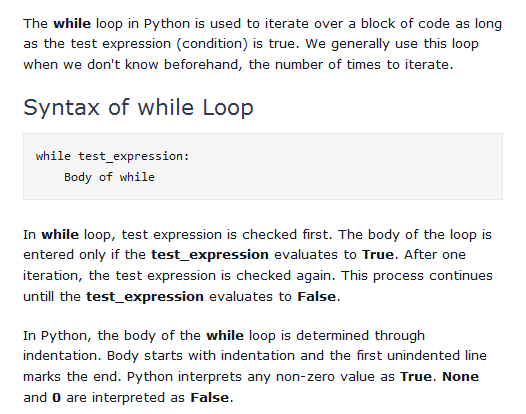 The while loop in Python is used to iterate over a block of code as long
as the test expression (condition) is true. We generally use this loop
when we don't know beforehand, the number of times to iterate.
Syntax of while Loop
while test_expression:
    Body of while
In while loop, test expression is checked first. The body of the loop is
entered only if the test_expression evaluates to True. After one
iteration, the test expression is checked again. This process continues
untill the test_expression evaluates to False.
In Python, the body of the while loop is determined through
indentation. Body starts with indentation and the first unindented line
marks the end. Python interprets any non-zero value as True. None
and 0 are interpreted as False.